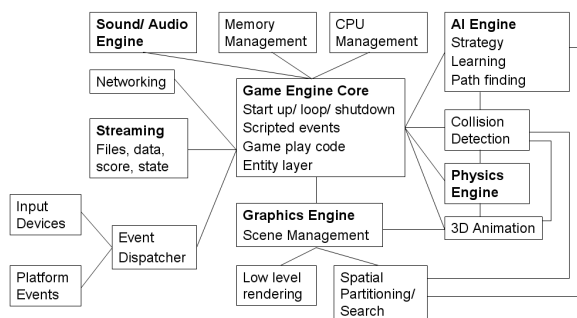 Sound/ Audio
Engine
Memory
Management
CPU
Management
AI Engine
Strategy
Learning
Path finding
Networking
Game Engine Core
Start up/ loop/ shutdown
Scripted events
Game play code
Entity layer
Streaming
Files, data,
score, state
Collision
Detection
Physics
Engine
Input
Devices
Event
Dispatcher
Graphics Engine
Scene Management
3D Animation
Platform
Events
Low level
rendering
Spatial
Partitioning/
Search